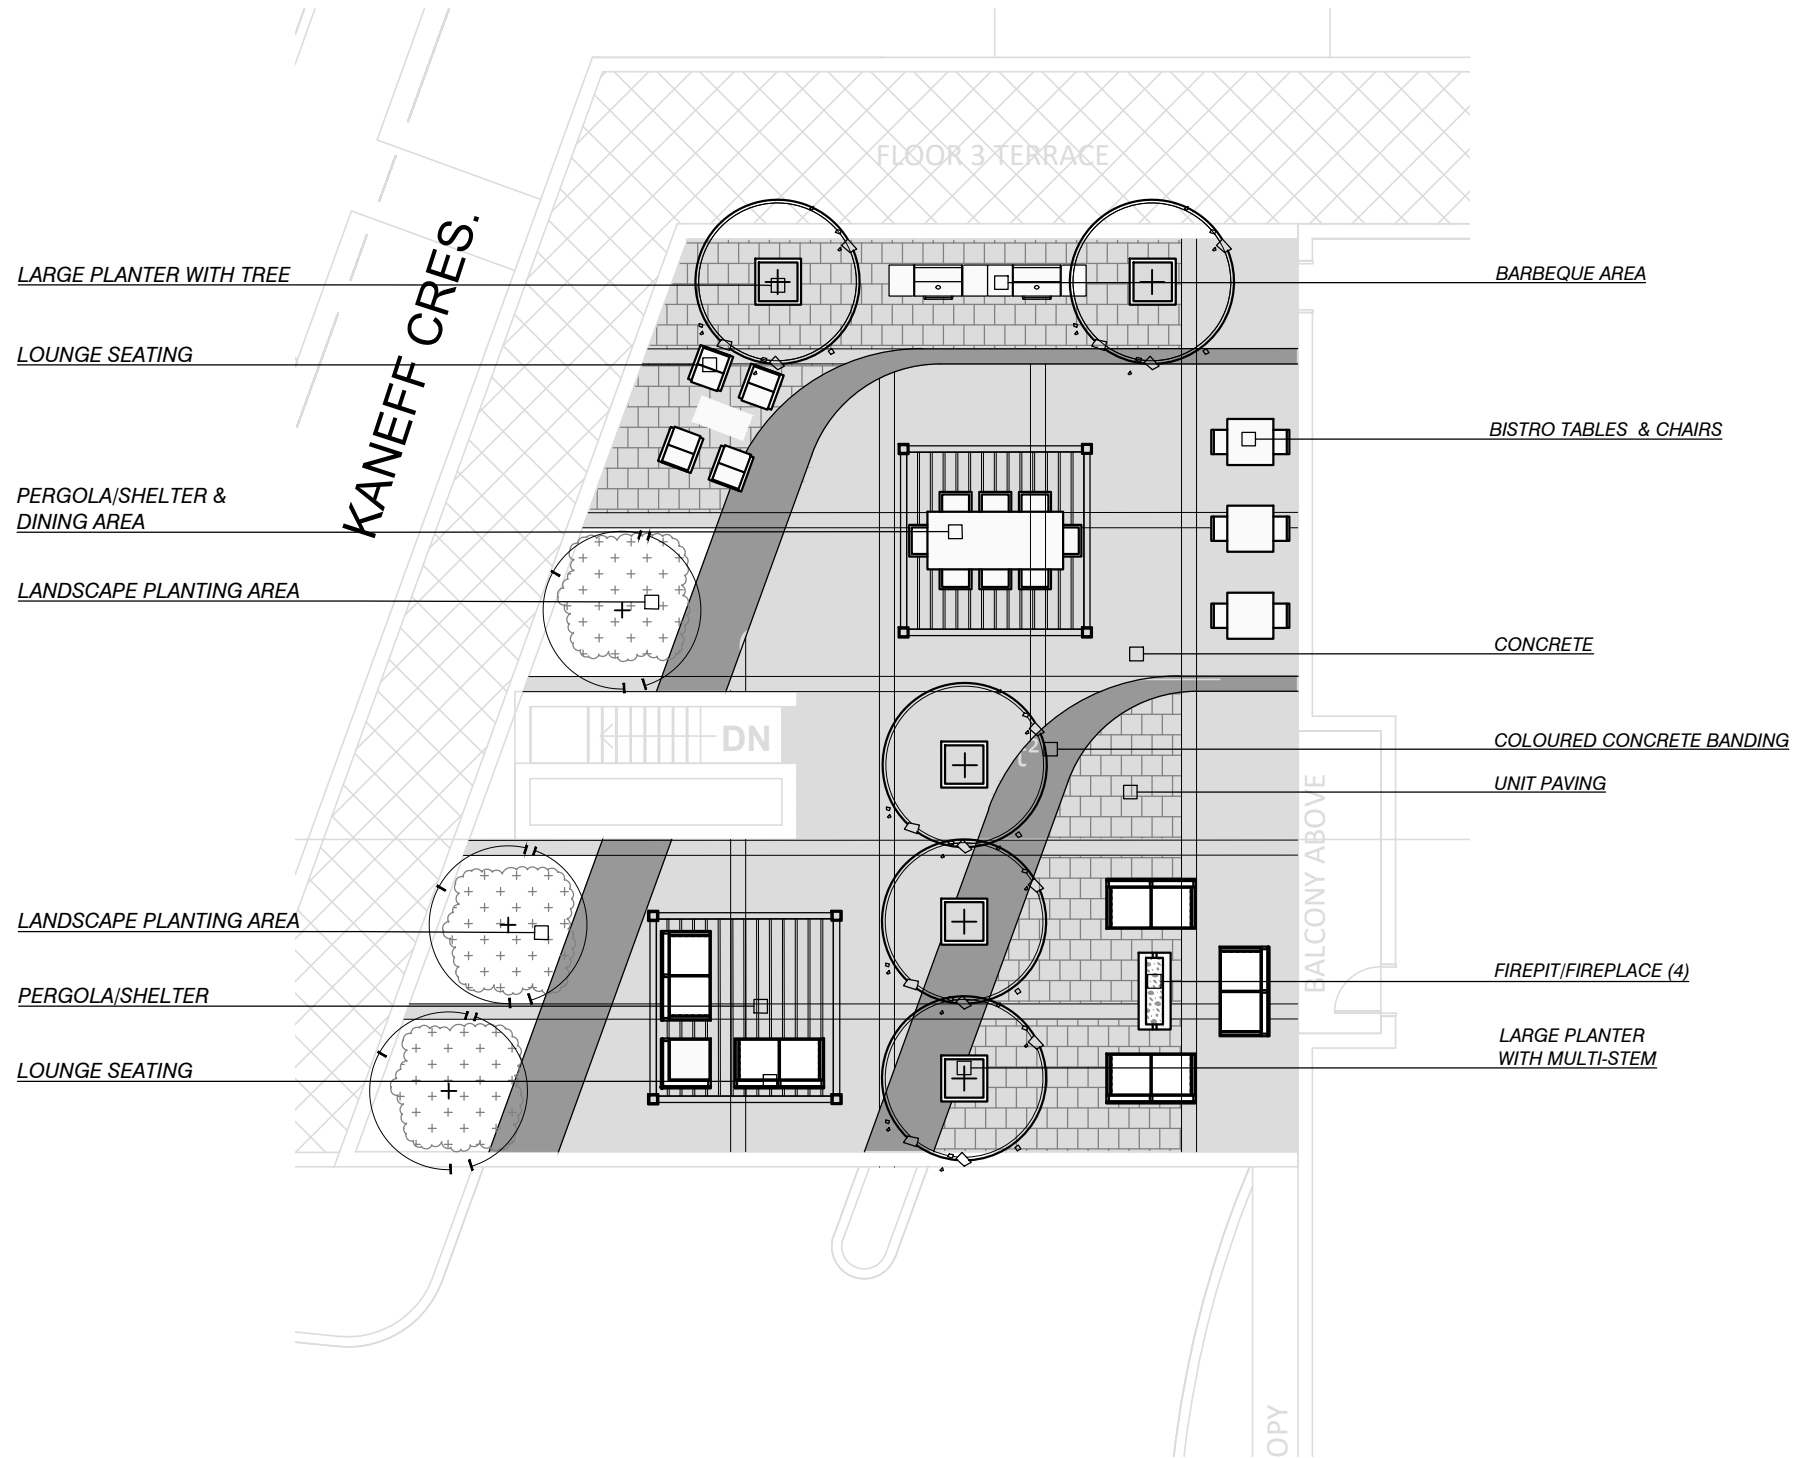 FLOOR 3 TERRACE
KANEFF CRES.
LARGE PLANTER WITH TREE
BARBEQUE AREA
LOUNGE SEATING
BISTRO TABLES & CHAIRS
PERGOLA/SHELTER &
DINING AREA
LANDSCAPE PLANTING AREA
CONCRETE
DN
COLOURED CONCRETE BANDING
UNIT PAVING
BALCONY ABOVE
LANDSCAPE PLANTING AREA
FIREPIT/FIREPLACE (4)
PERGOLA/SHELTER
LARGE PLANTER
WITH MULTI-STEM
LOUNGE SEATING
OPY